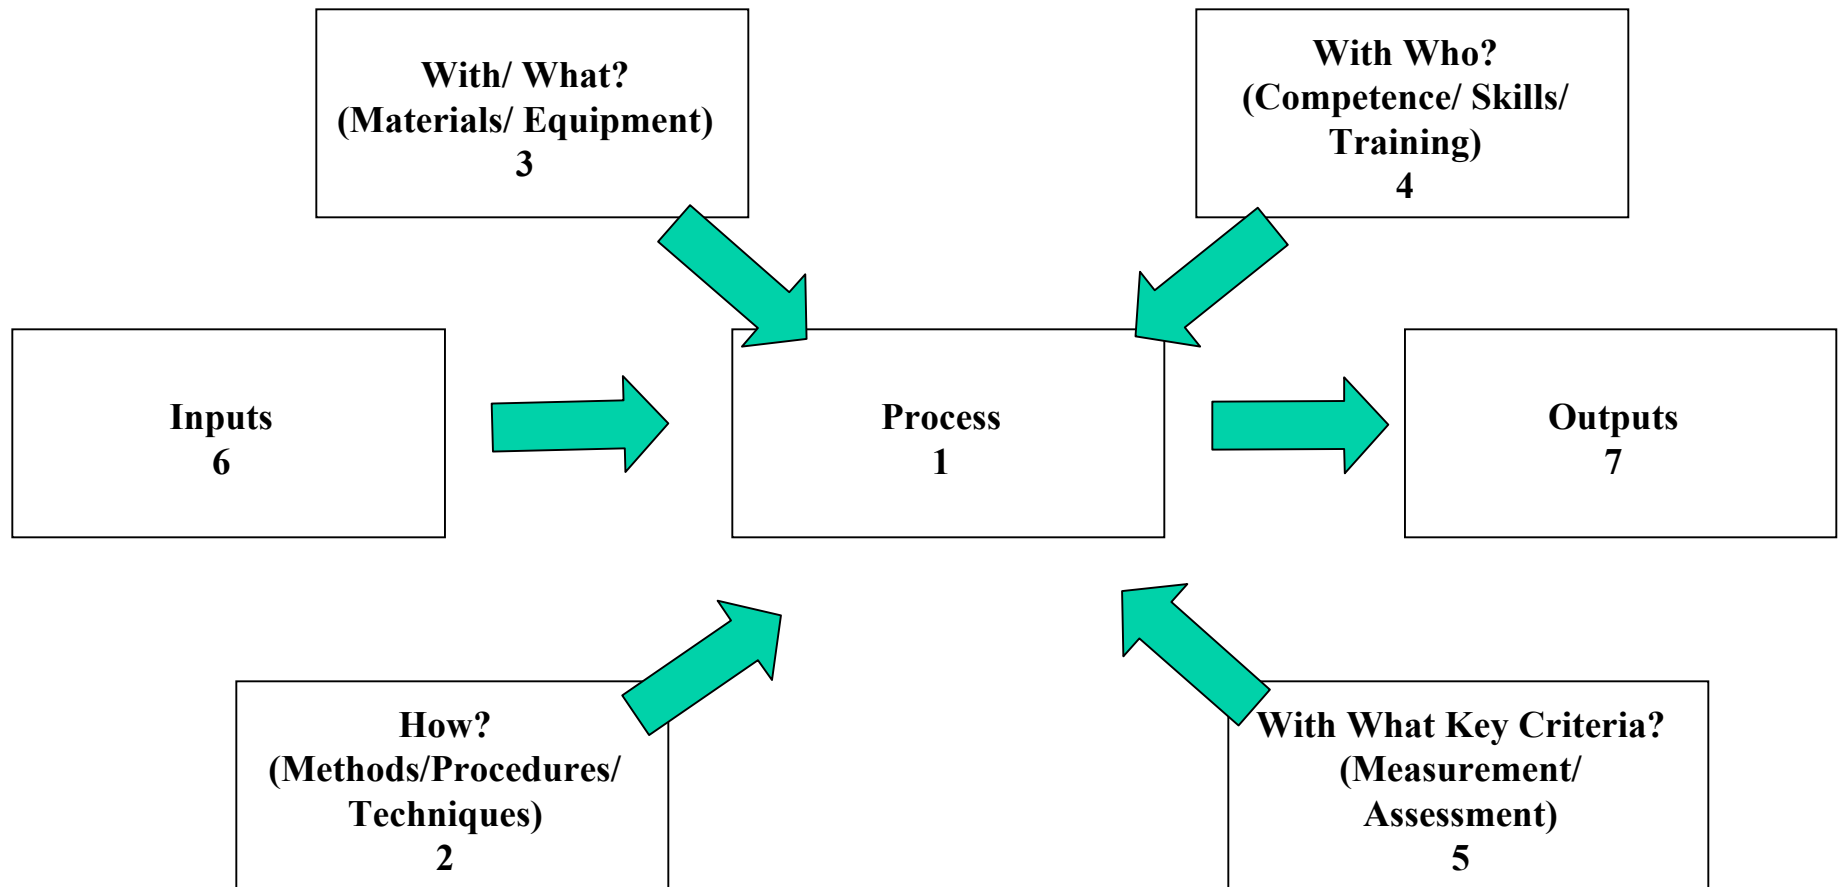 With/ What?
(Materials/ Equipment)
3
With Who?
(Competence/ Skills/
Training)
4
Inputs
6
Process
1
Outputs
7
How?
(Methods/Procedures/
Techniques)
2
With What Key Criteria?
(Measurement/
Assessment)
5